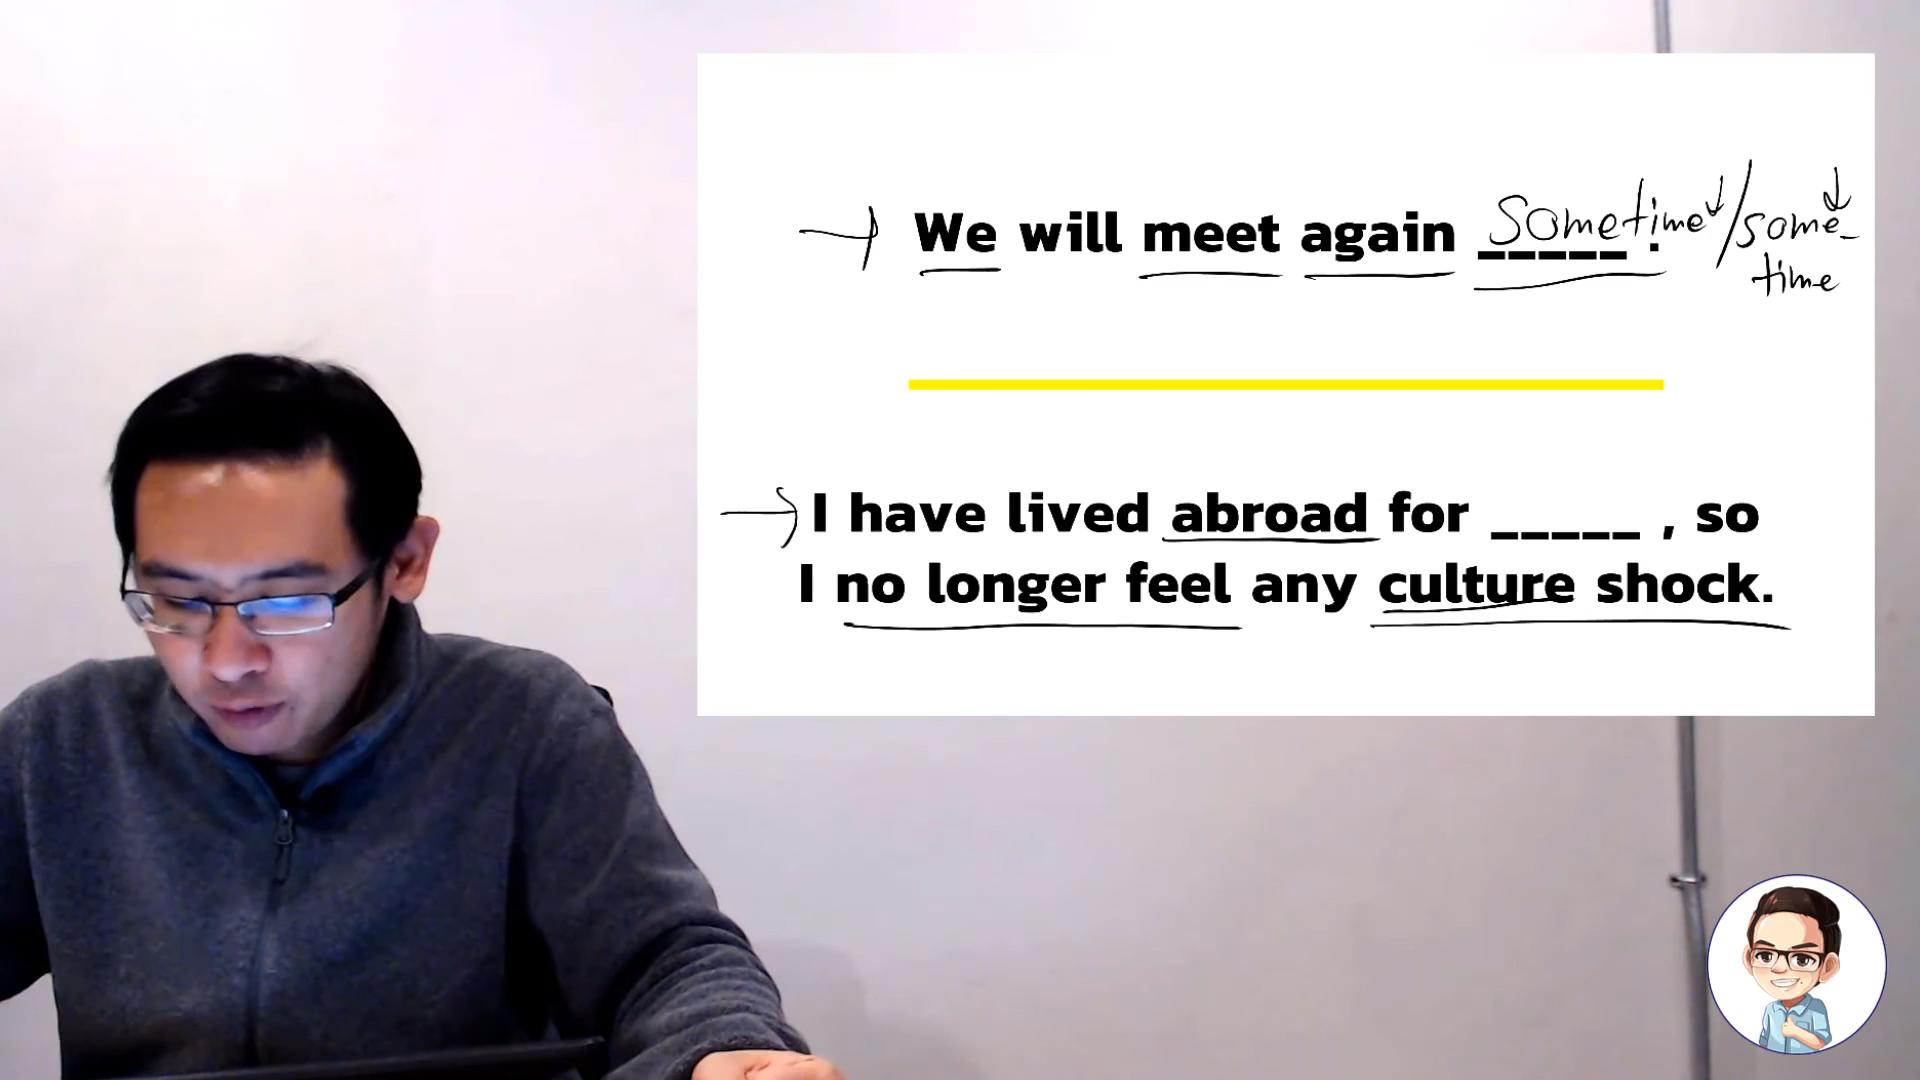 We will meet again _____ . Sometime / some
time
I have lived abroad for _____ , so
I no longer feel any culture shock.